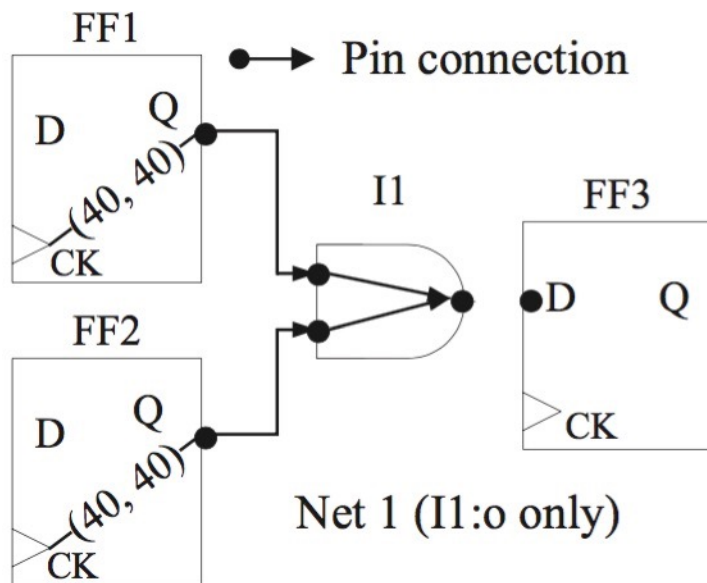 FF1
Pin connection
D
Q
(40, 40)
CK
I1
FF3
D
Q
CK
FF2
D
Q
(40, 40)
CK
Net 1 (I1:o only)